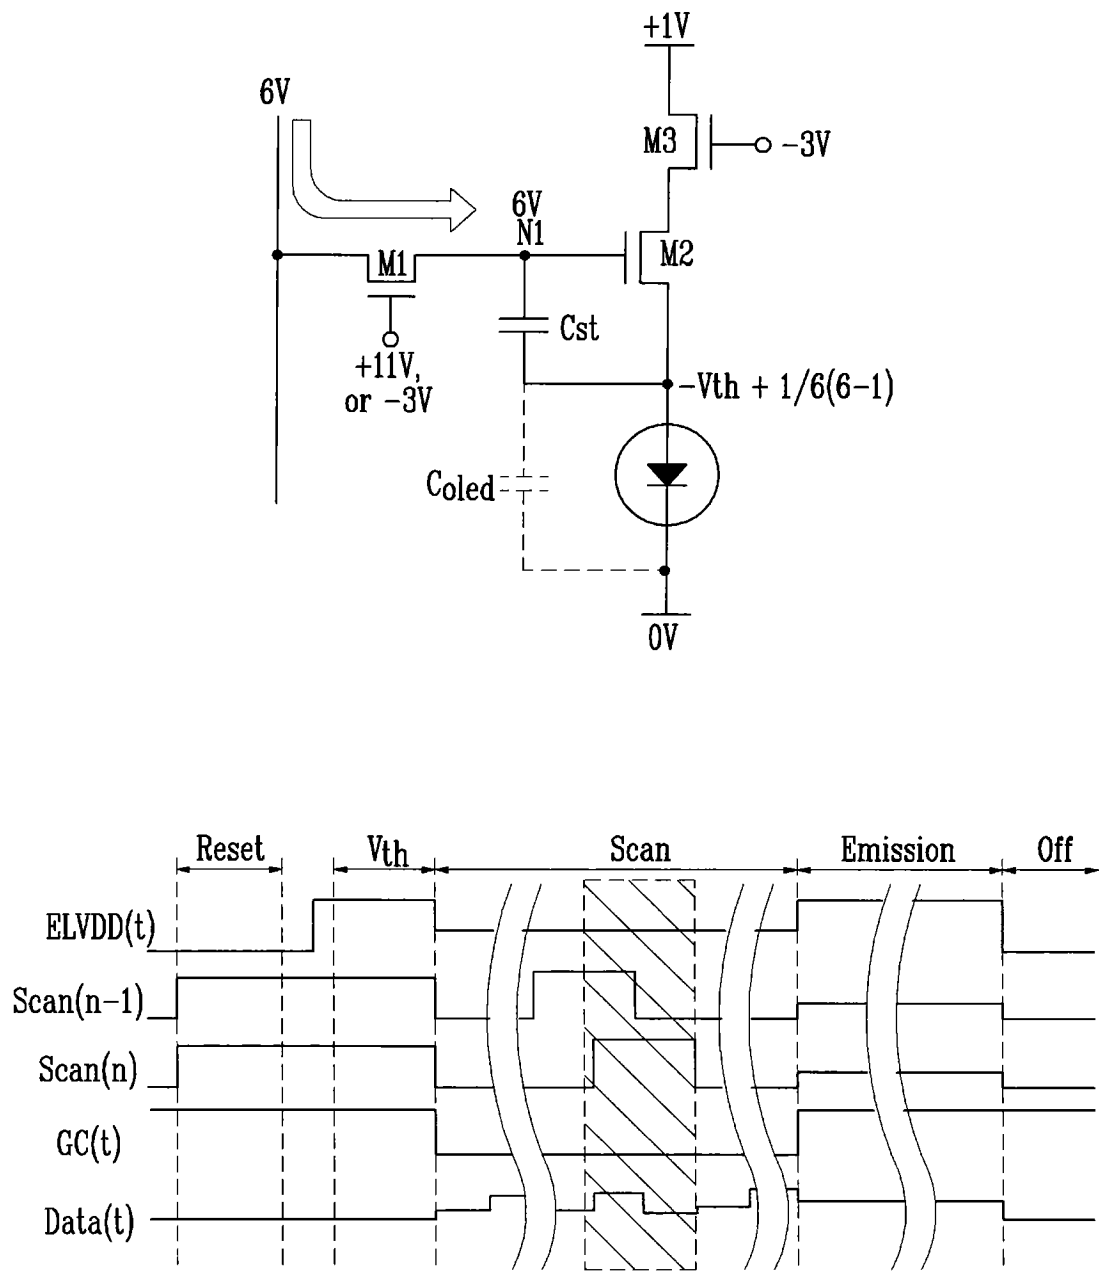 +1V
6V
M3
-3V
6V
N1
M1
M2
Cst
+11V,
or -3V
-Vth + 1/6(6-1)
Coled
0V
Reset
Vth
Scan
Emission
Off
ELVDD(t)
Scan(n-1)
Scan(n)
GC(t)
Data(t)